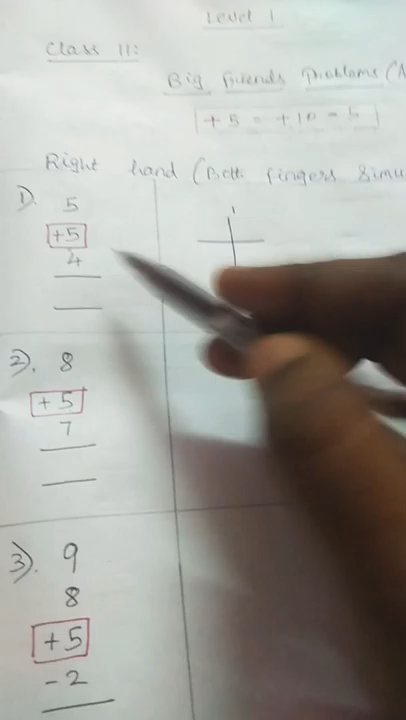 Level 1
Class 11:
Big friends Problems (A
+5 = +10 - 5
Right hand (Both fingers Simu
1). 5
+5
4
2). 8
+5
7
3). 9
8
+5
-2